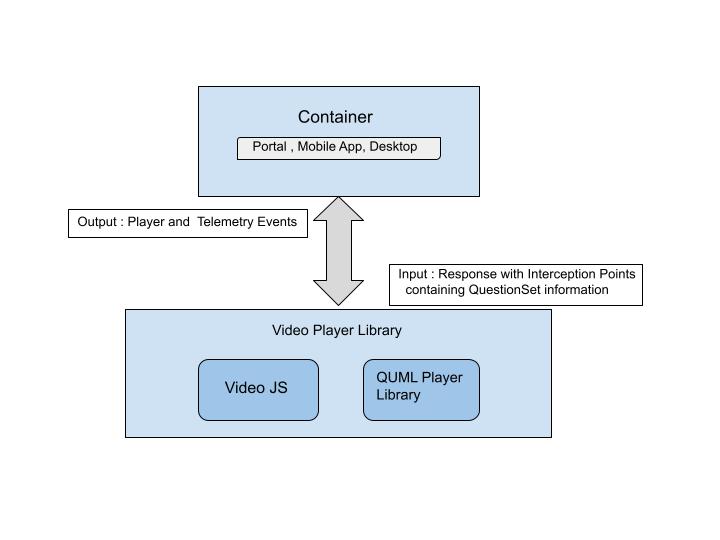 Container
Portal , Mobile App, Desktop
Output : Player and  Telemetry Events
Input : Response with Interception Points
containing QuestionSet information
Video Player Library
Video JS
QUML Player
Library